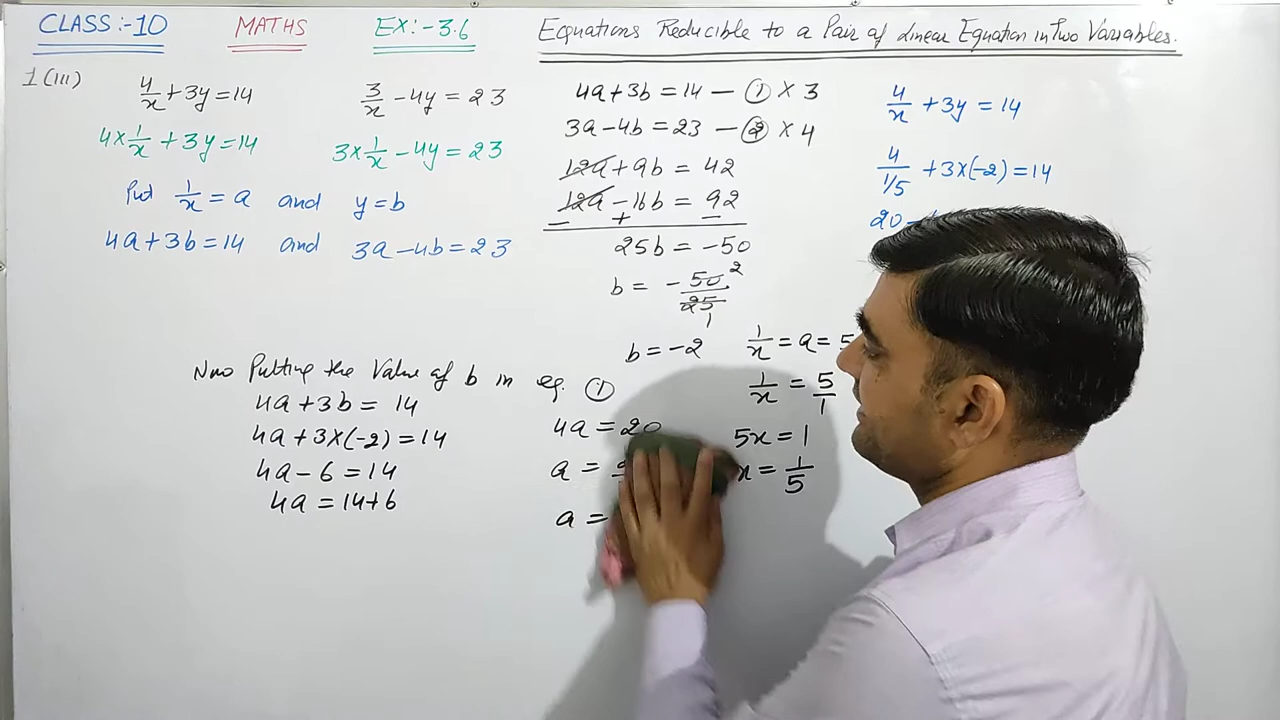 CLASS:-10 MATHS EX:-3.6 Equations Reducible to a Pair of Linear Equation in Two Variables.
1(iii)
4/x + 3y = 14
3/x - 4y = 23
4×1/x + 3y = 14
3×1/x - 4y = 23
Put 1/x = a and y = b
4a + 3b = 14 and 3a - 4b = 23
4a + 3b = 14 — ① × 3
3a - 4b = 23 — ② × 4
12a + 9b = 42
12a - 16b = 92
- + -
25b = -50
b = -50/25 2 1
b = -2
Now Putting the Value of b in eq. ①
4a + 3b = 14
4a + 3×(-2) = 14
4a - 6 = 14
4a = 14+6
4a = 20
a =
a =
1/x = a = 5
1/x = 5/1
5x = 1
x = 1/5
4/x + 3y = 14
4/1/5 + 3×(-2) = 14
20 -